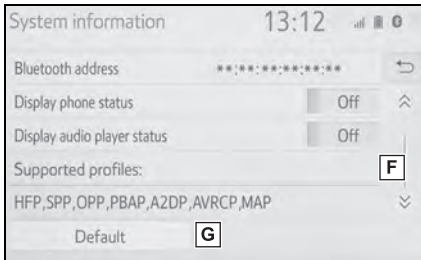 System information 13:12
Bluetooth address **:**:**:**:**:**
Display phone status Off
Display audio player status Off
Supported profiles:
F
HFP,SPP,OPP,PBAP,A2DP,AVRCP,MAP
Default G